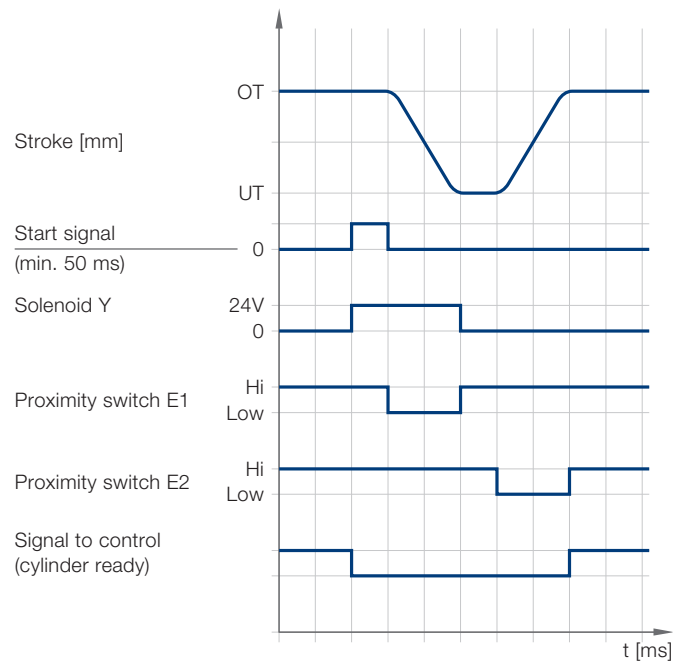 OT
Stroke [mm]
UT
Start signal
0
(min. 50 ms)
Solenoid Y 24V
0
Hi
Proximity switch E1
Low
Hi
Proximity switch E2
Low
Signal to control
(cylinder ready)
t [ms]